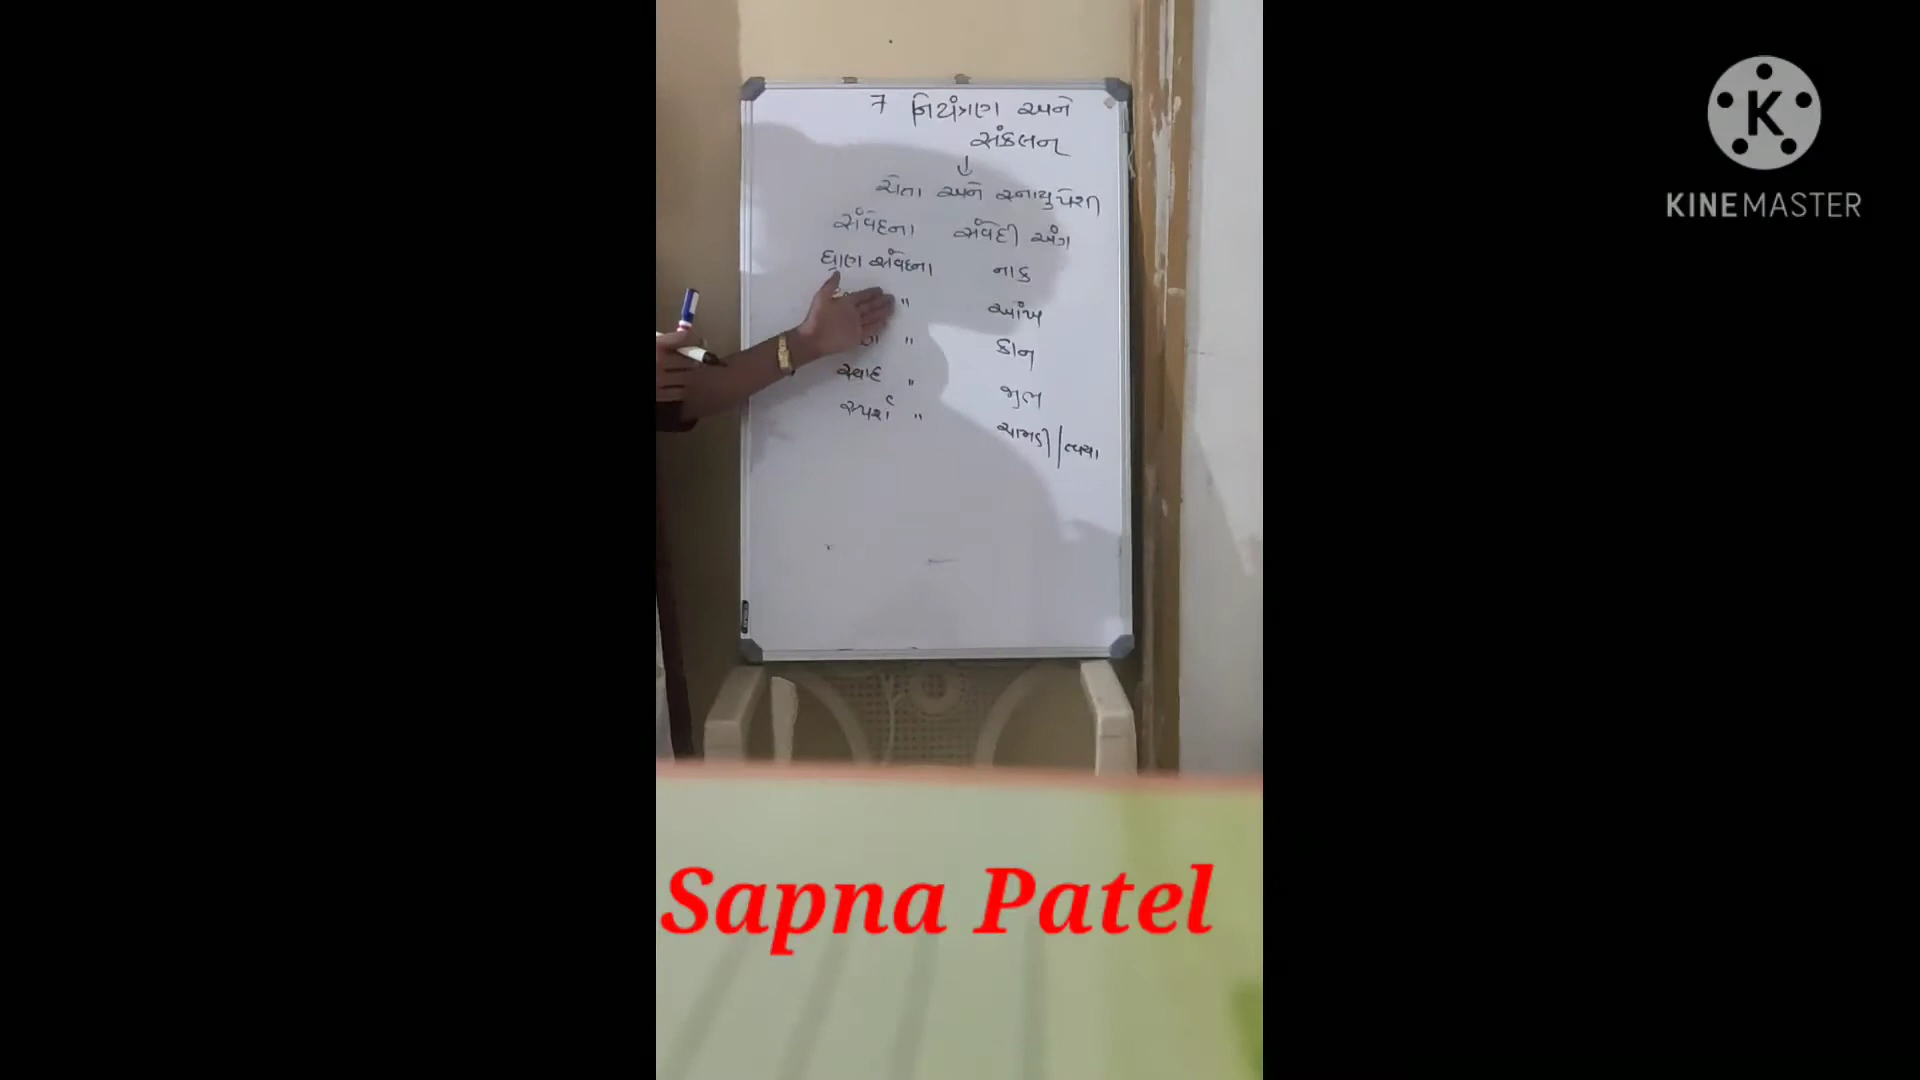 7 નિયંત્રણ અને
સંકલન
ચેતા અને સ્નાયુપેશી
સંવેદના સંવેદી અંગ
ઘ્રાણ સંવેદના નાક
" આંખ
" કાન
સ્વાદ " જીભ
સ્પર્શ " ચામડી/ત્વચા
Sapna Patel
K
KINEMASTER